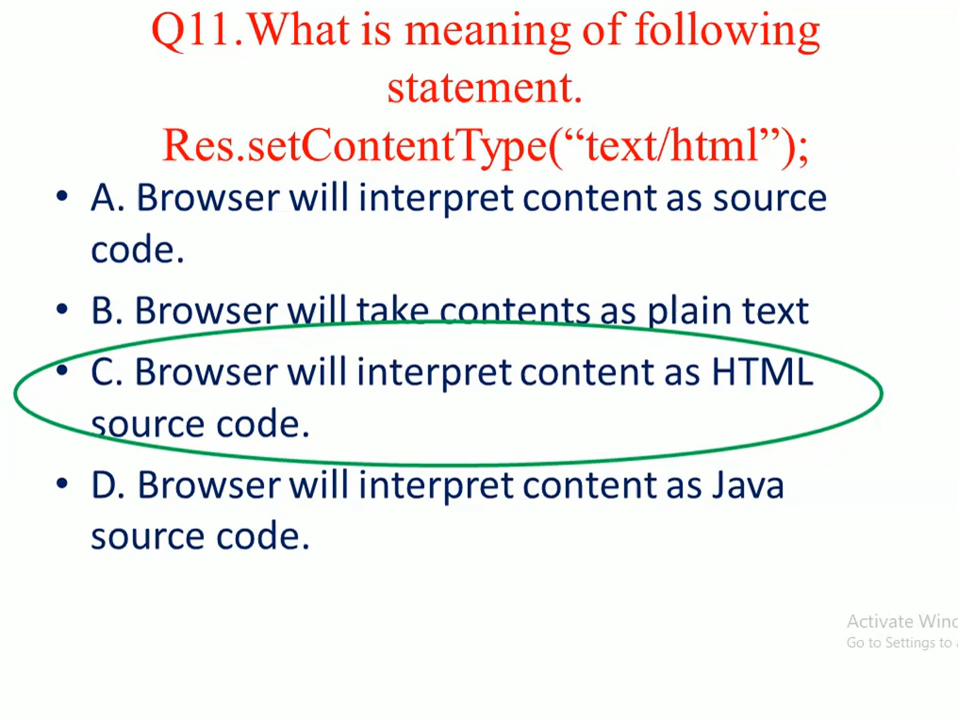 Q11.What is meaning of following
statement.
Res.setContentType(“text/html”);
• A. Browser will interpret content as source
code.
• B. Browser will take contents as plain text
• C. Browser will interpret content as HTML
source code.
• D. Browser will interpret content as Java
source code.
Activate Wind
Go to Settings to a